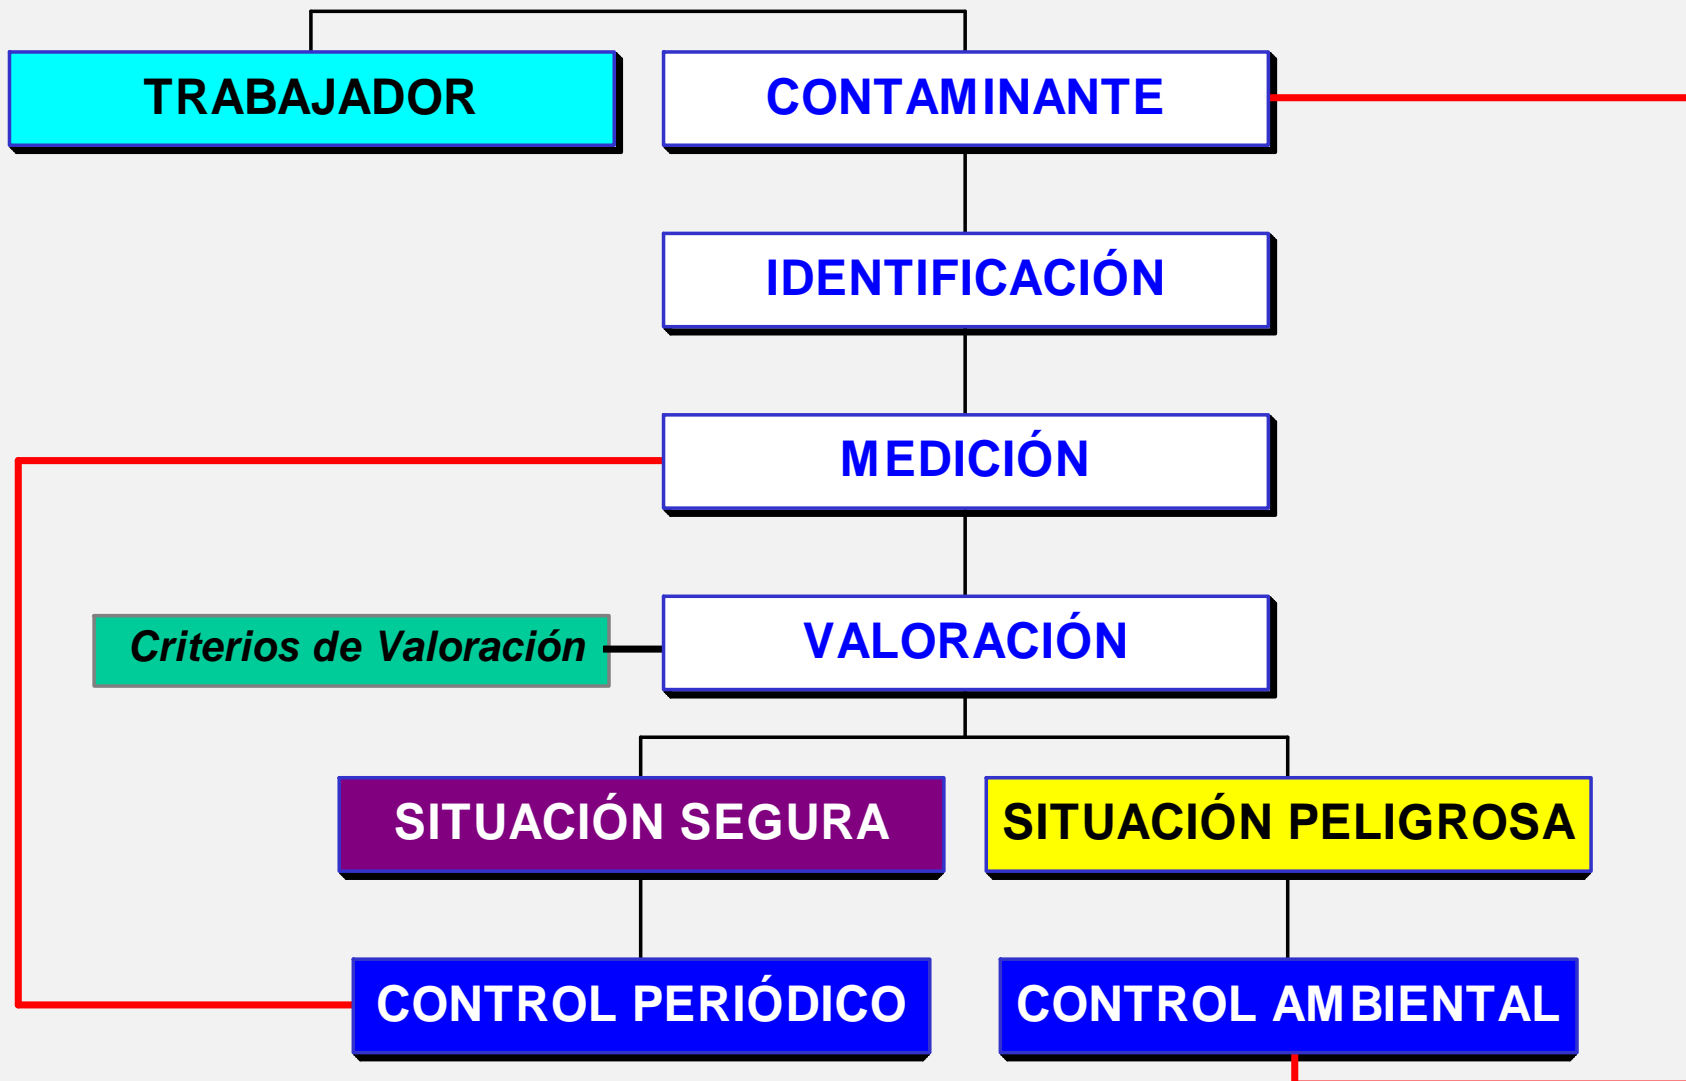 TRABAJADOR
CONTAMINANTE
IDENTIFICACIÓN
MEDICIÓN
Criterios de Valoración
VALORACIÓN
SITUACIÓN SEGURA
SITUACIÓN PELIGROSA
CONTROL PERIÓDICO
CONTROL AMBIENTAL